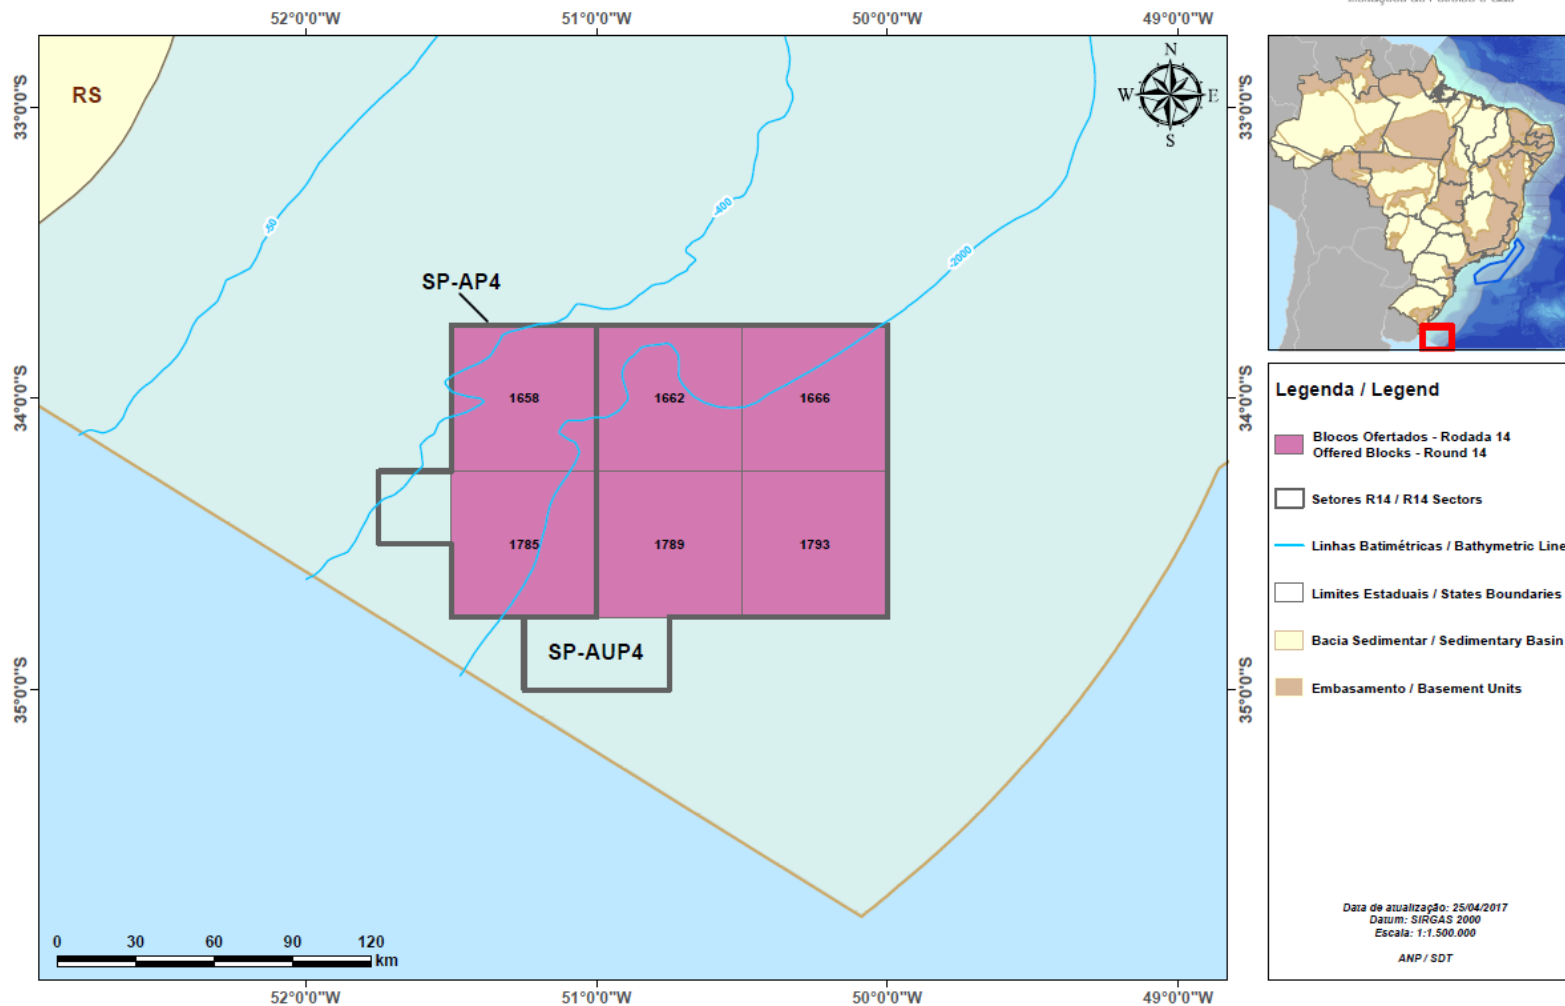 52°0'0"W
51°0'0"W
50°0'0"W
49°0'0"W
33°0'0"S
33°0'0"S
34°0'0"S
34°0'0"S
35°0'0"S
35°0'0"S
RS
N
W
E
S
-50
-400
-2000
SP-AP4
1658
1662
1666
1785
1789
1793
SP-AUP4
0 30 60 90 120
km
52°0'0"W
51°0'0"W
50°0'0"W
49°0'0"W
Legenda / Legend
Blocos Ofertados - Rodada 14
Offered Blocks - Round 14
Setores R14 / R14 Sectors
Linhas Batimétricas / Bathymetric Line
Limites Estaduais / States Boundaries
Bacia Sedimentar / Sedimentary Basin
Embasamento / Basement Units
Data de atualização: 25/04/2017
Datum: SIRGAS 2000
Escala: 1:1.500.000
ANP / SDT